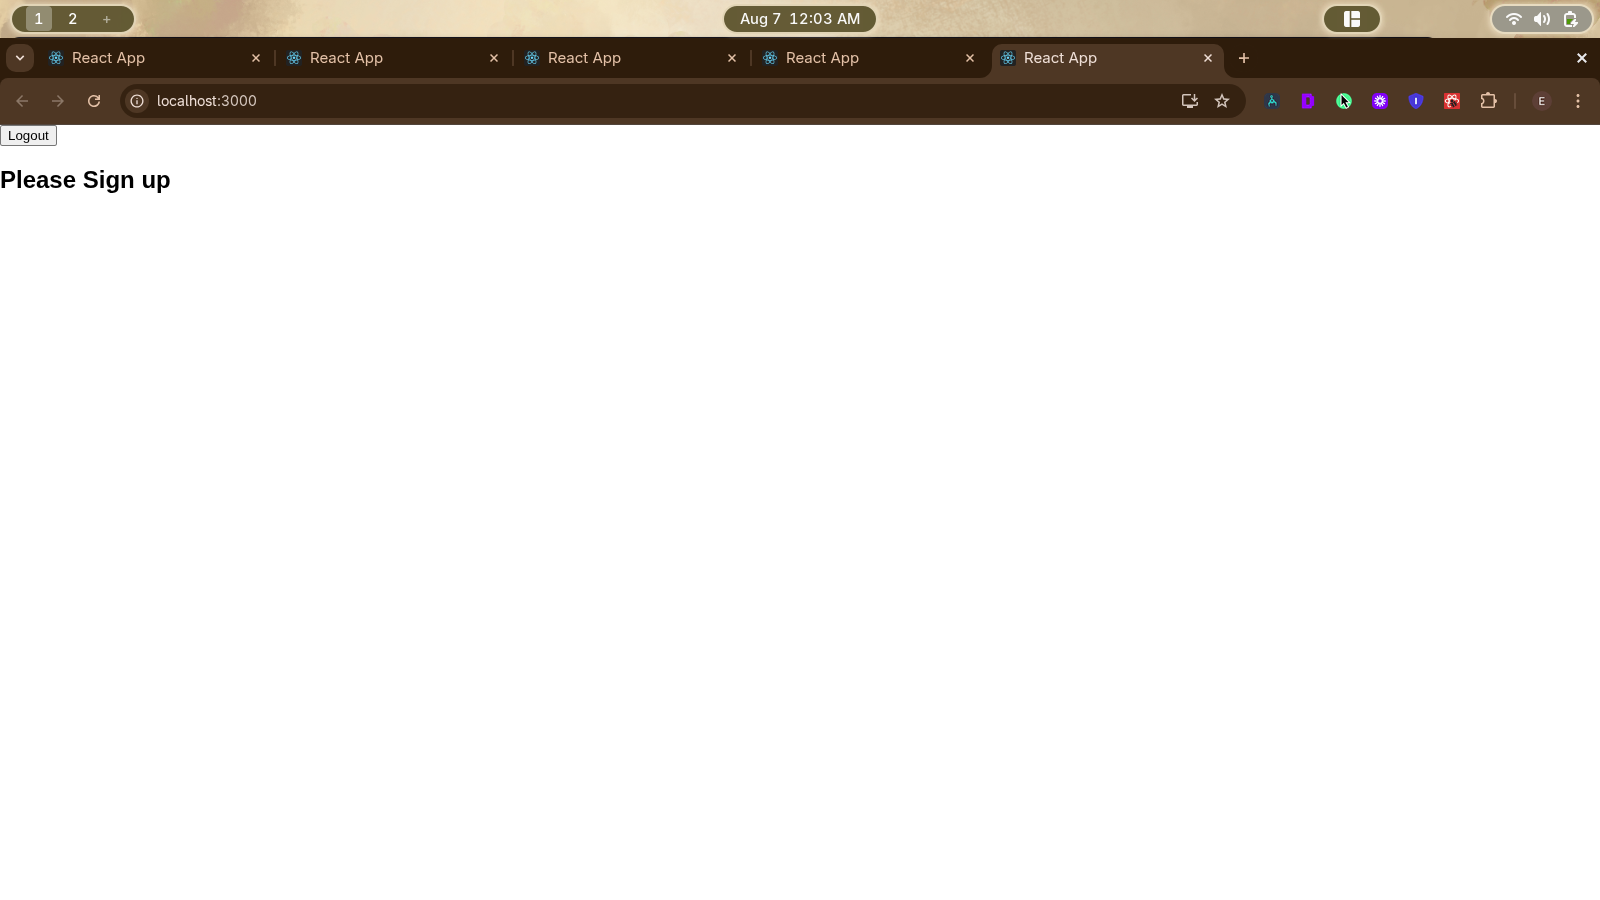 1 2 +
Aug 7 12:03 AM
React App
React App
React App
React App
React App
localhost:3000
E
Logout
Please Sign up